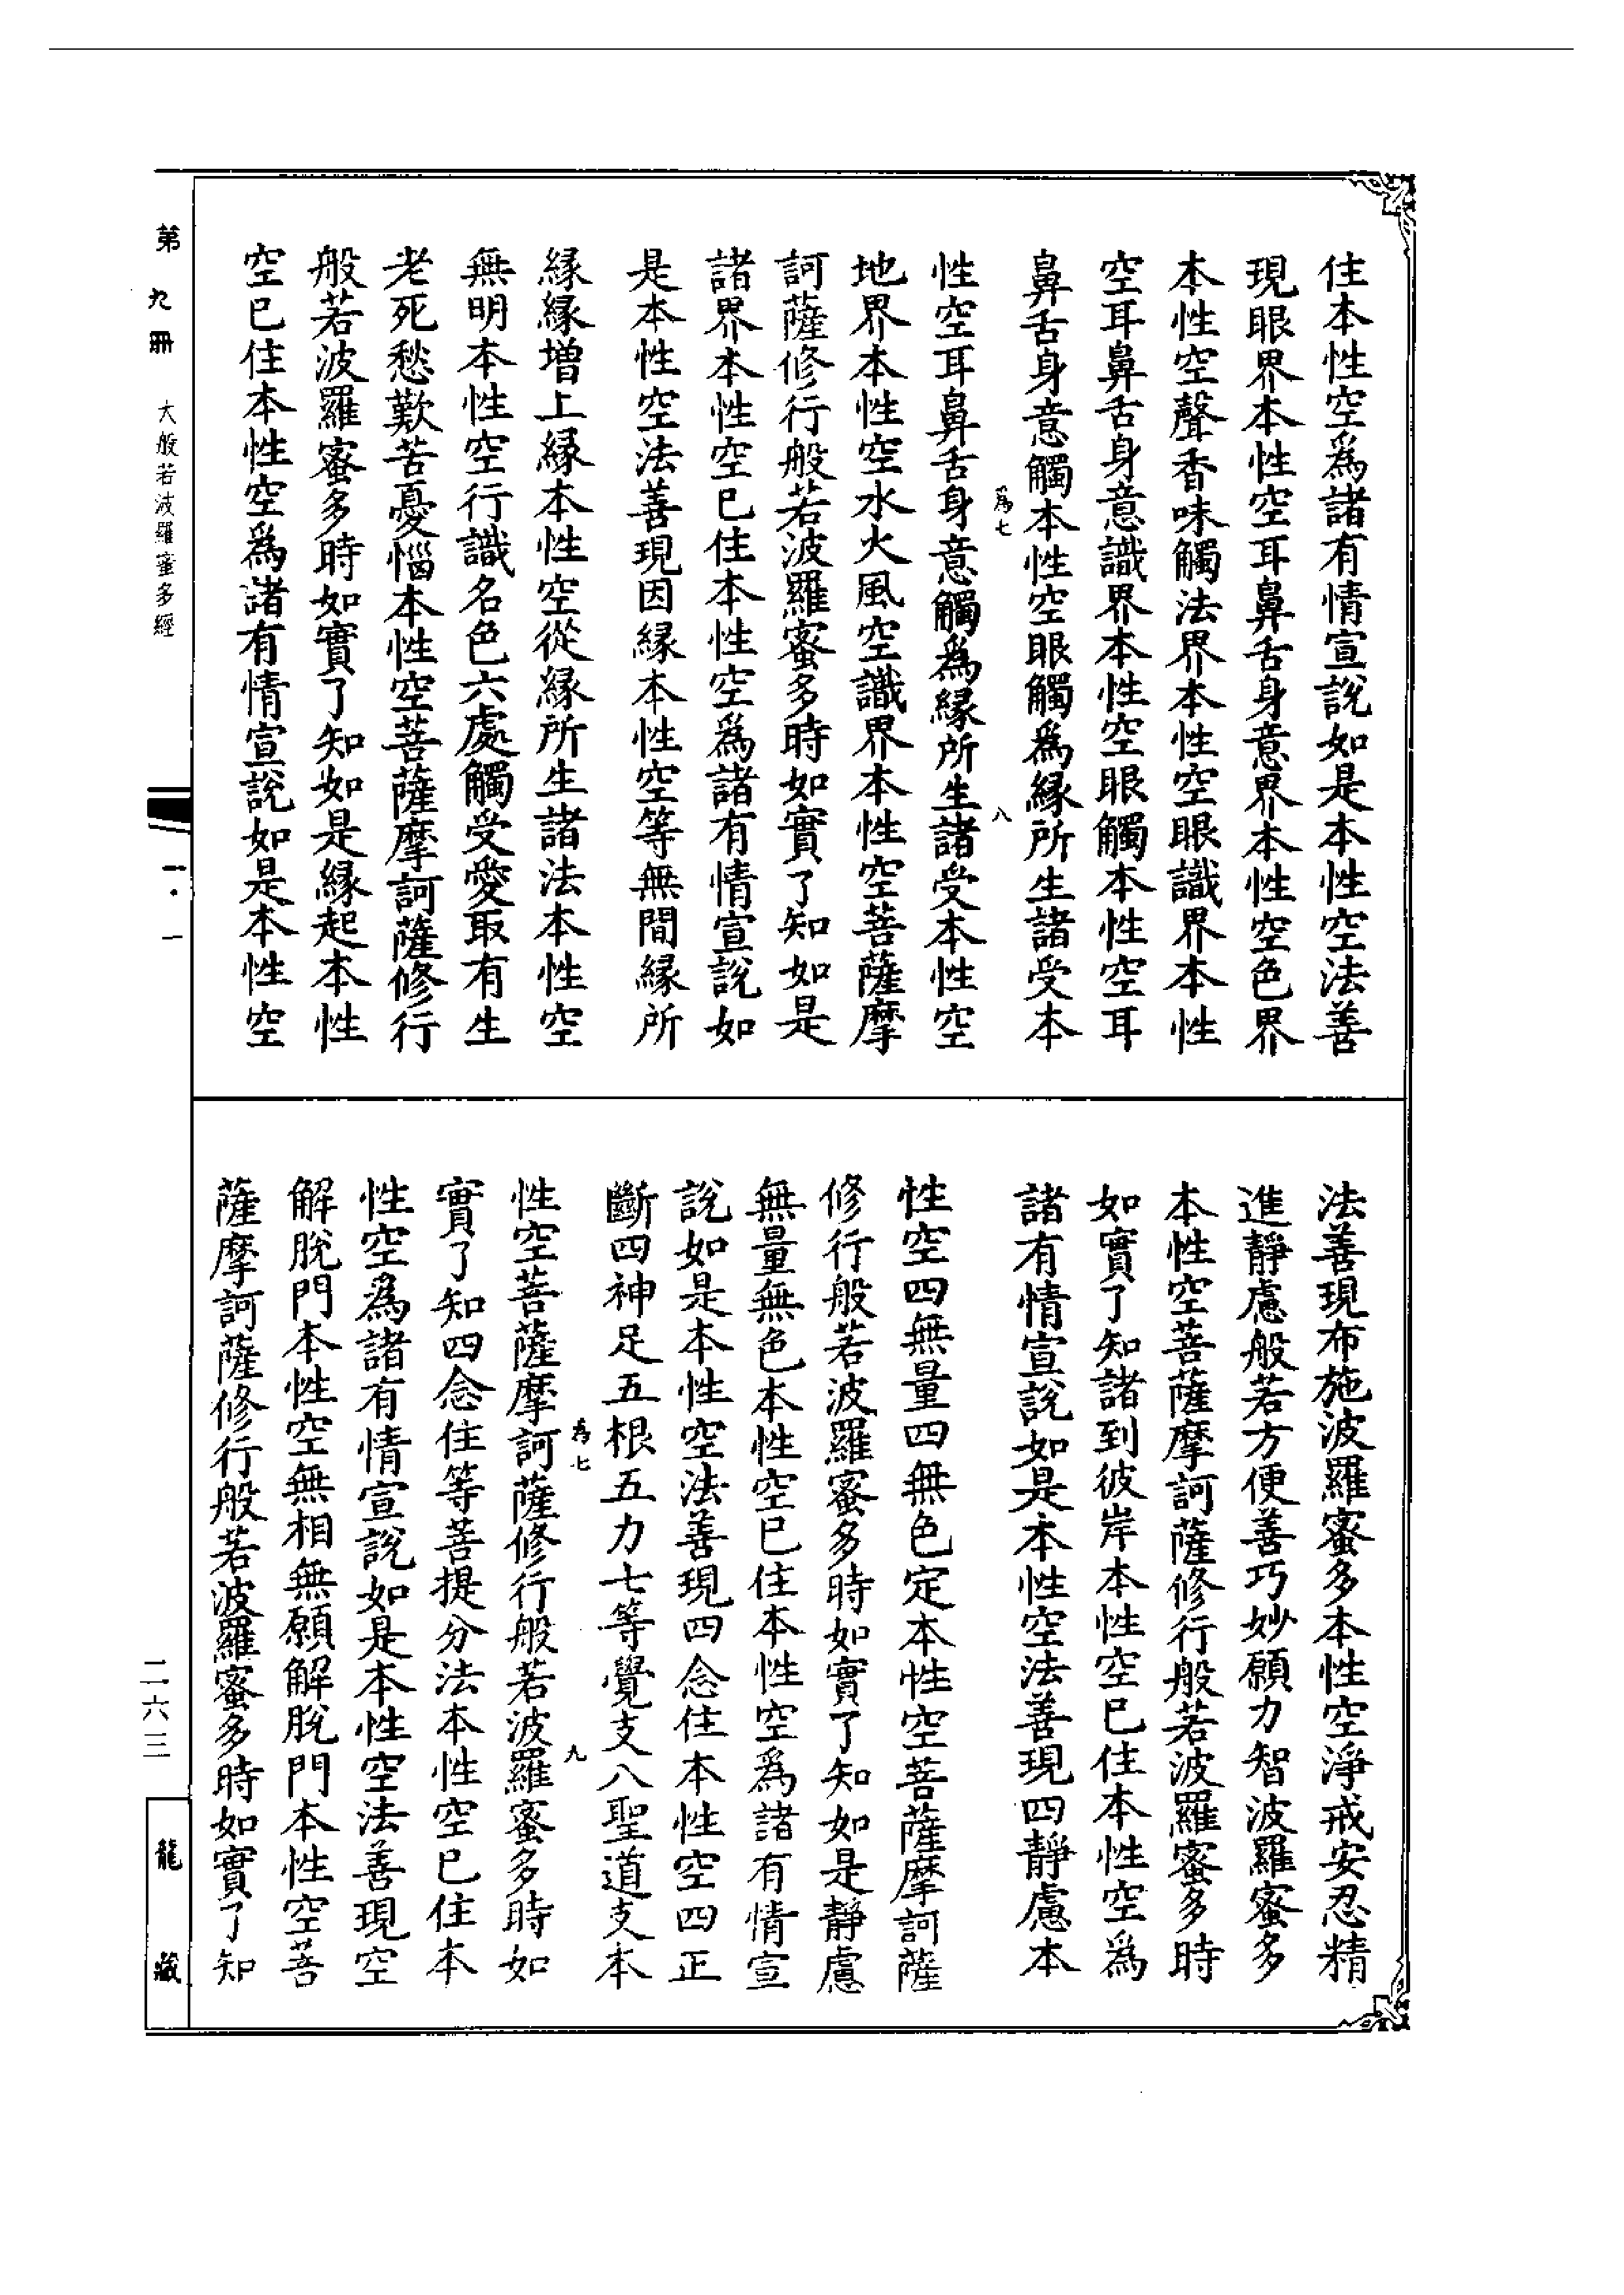 住本性空爲諸有情宣說如是本性空法善
現眼界本性空耳鼻舌身意界本性空色界
本性空聲香味觸法界本性空眼識界本性
空耳鼻舌身意識界本性空眼觸本性空耳
鼻舌身意觸本性空眼觸爲緣所生諸受本
爲七
八
性空耳鼻舌身意觸爲緣所生諸受本性空
地界本性空水火風空識界本性空菩薩摩
訶薩修行般若波羅蜜多時如實了知如是
諸界本性空已住本性空爲諸有情宣說如
是本性空法善現因緣本性空等無間緣所
緣緣增上緣本性空從緣所生諸法本性空
無明本性空行識名色六處觸受愛取有生
老死愁歎苦憂惱本性空菩薩摩訶薩修行
般若波羅蜜多時如實了知如是緣起本性
空已住本性空爲諸有情宣說如是本性空
法善現布施波羅蜜多本性空淨戒安忍精
進靜慮般若方便善巧妙願力智波羅蜜多
本性空菩薩摩訶薩修行般若波羅蜜多時
如實了知諸到彼岸本性空已住本性空爲
諸有情宣說如是本性空法善現四靜慮本
性空四無量四無色定本性空菩薩摩訶薩
修行般若波羅蜜多時如實了知如是靜慮
無量無色本性空已住本性空爲諸有情宣
說如是本性空法善現四念住本性空四正
斷四神足五根五力七等覺支八聖道支本
爲七
九
性空菩薩摩訶薩修行般若波羅蜜多時如
實了知四念住等菩提分法本性空已住本
性空爲諸有情宣說如是本性空法善現空
解脫門本性空無相無願解脫門本性空菩
薩摩訶薩修行般若波羅蜜多時如實了知
第九冊 大般若波羅蜜多經
二六三
龍藏